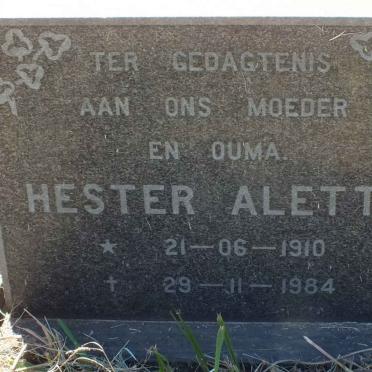 TER GEDAGTENIS
AAN ONS MOEDER
EN OUMA.
HESTER ALETT
★ 21—06—1910
† 29—11—1984